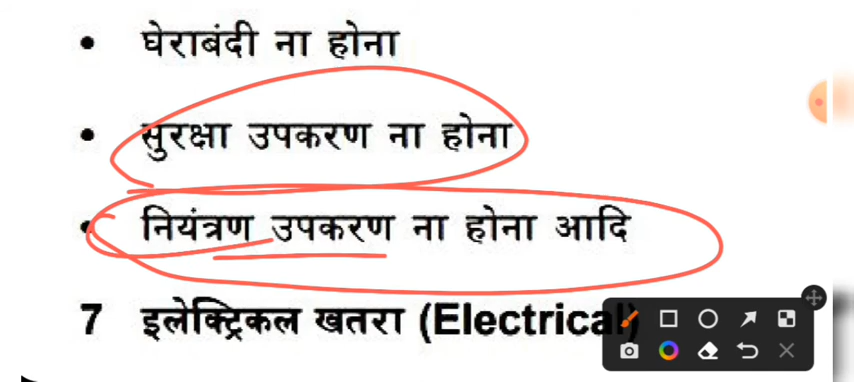 • घेराबंदी ना होना
• सुरक्षा उपकरण ना होना
• नियंत्रण उपकरण ना होना आदि
7 इलेक्ट्रिकल खतरा (Electrical)